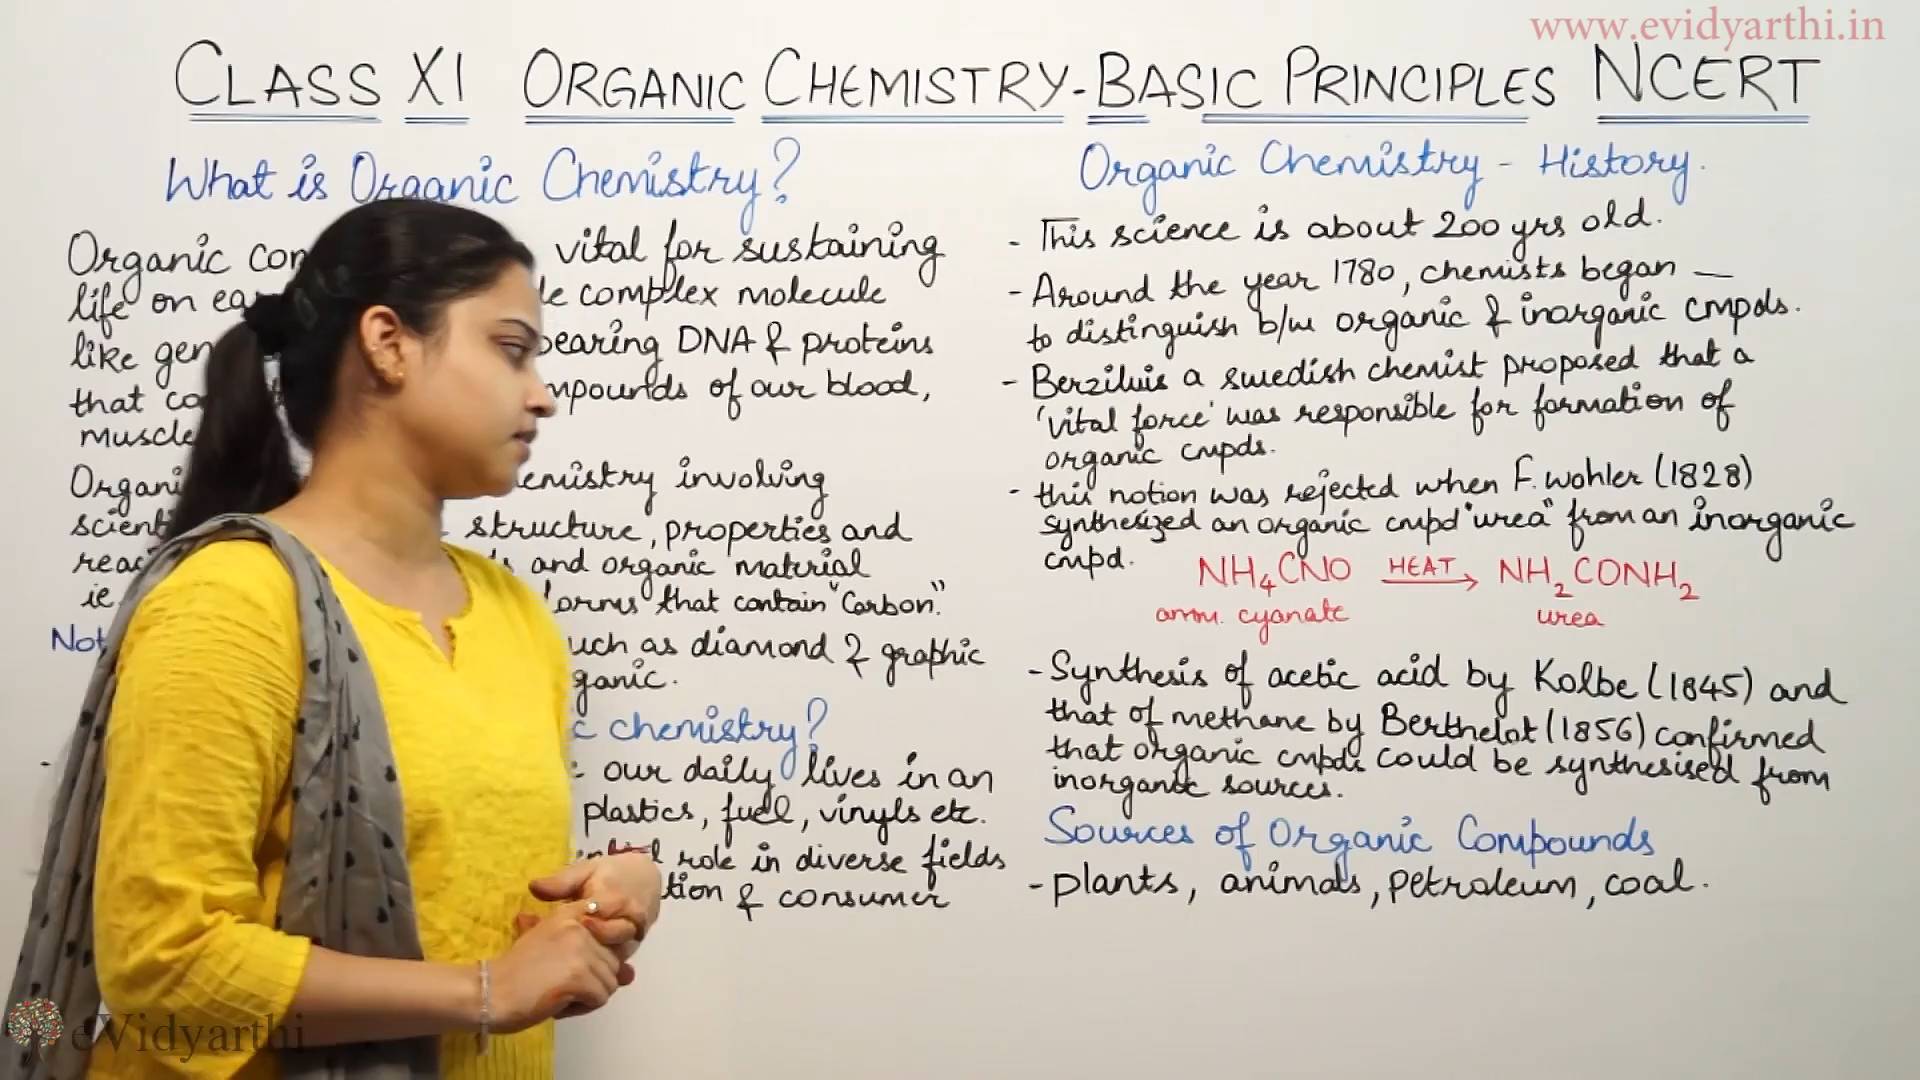 www.evidyarthi.in
CLASS XI ORGANIC CHEMISTRY-BASIC PRINCIPLES NCERT
What is Organic Chemistry?
Organic vital for sustaining
life on complex molecule
like bearing DNA & proteins
that of our blood,
muscle
involving
structure, properties and
and organic material
ie that contain "Carbon".
as diamond & graphic
chemistry?
our daily lives in an
plastics, fuel, vinyls etc.
role in diverse fields
& consumer
Organic Chemistry - History.
- This science is about 200 yrs old.
- Around the year 1780, chemists began —
to distinguish b/w organic & inorganic cmpds.
- Berzilius a swedish chemist proposed that a
'vital force' was responsible for formation of
organic cmpds.
- this notion was rejected when F. wohler (1828)
synthesized an organic cmpd "urea" from an inorganic
cmpd.
NH4CNO HEAT → NH2CONH2
amm. cyanate urea
- Synthesis of acetic acid by Kolbe (1845) and
that of methane by Berthelot (1856) confirmed
that organic cmpds could be synthesised from
inorganic sources.
Sources of Organic Compounds
- plants, animals, petroleum, coal.
eVidyarthi